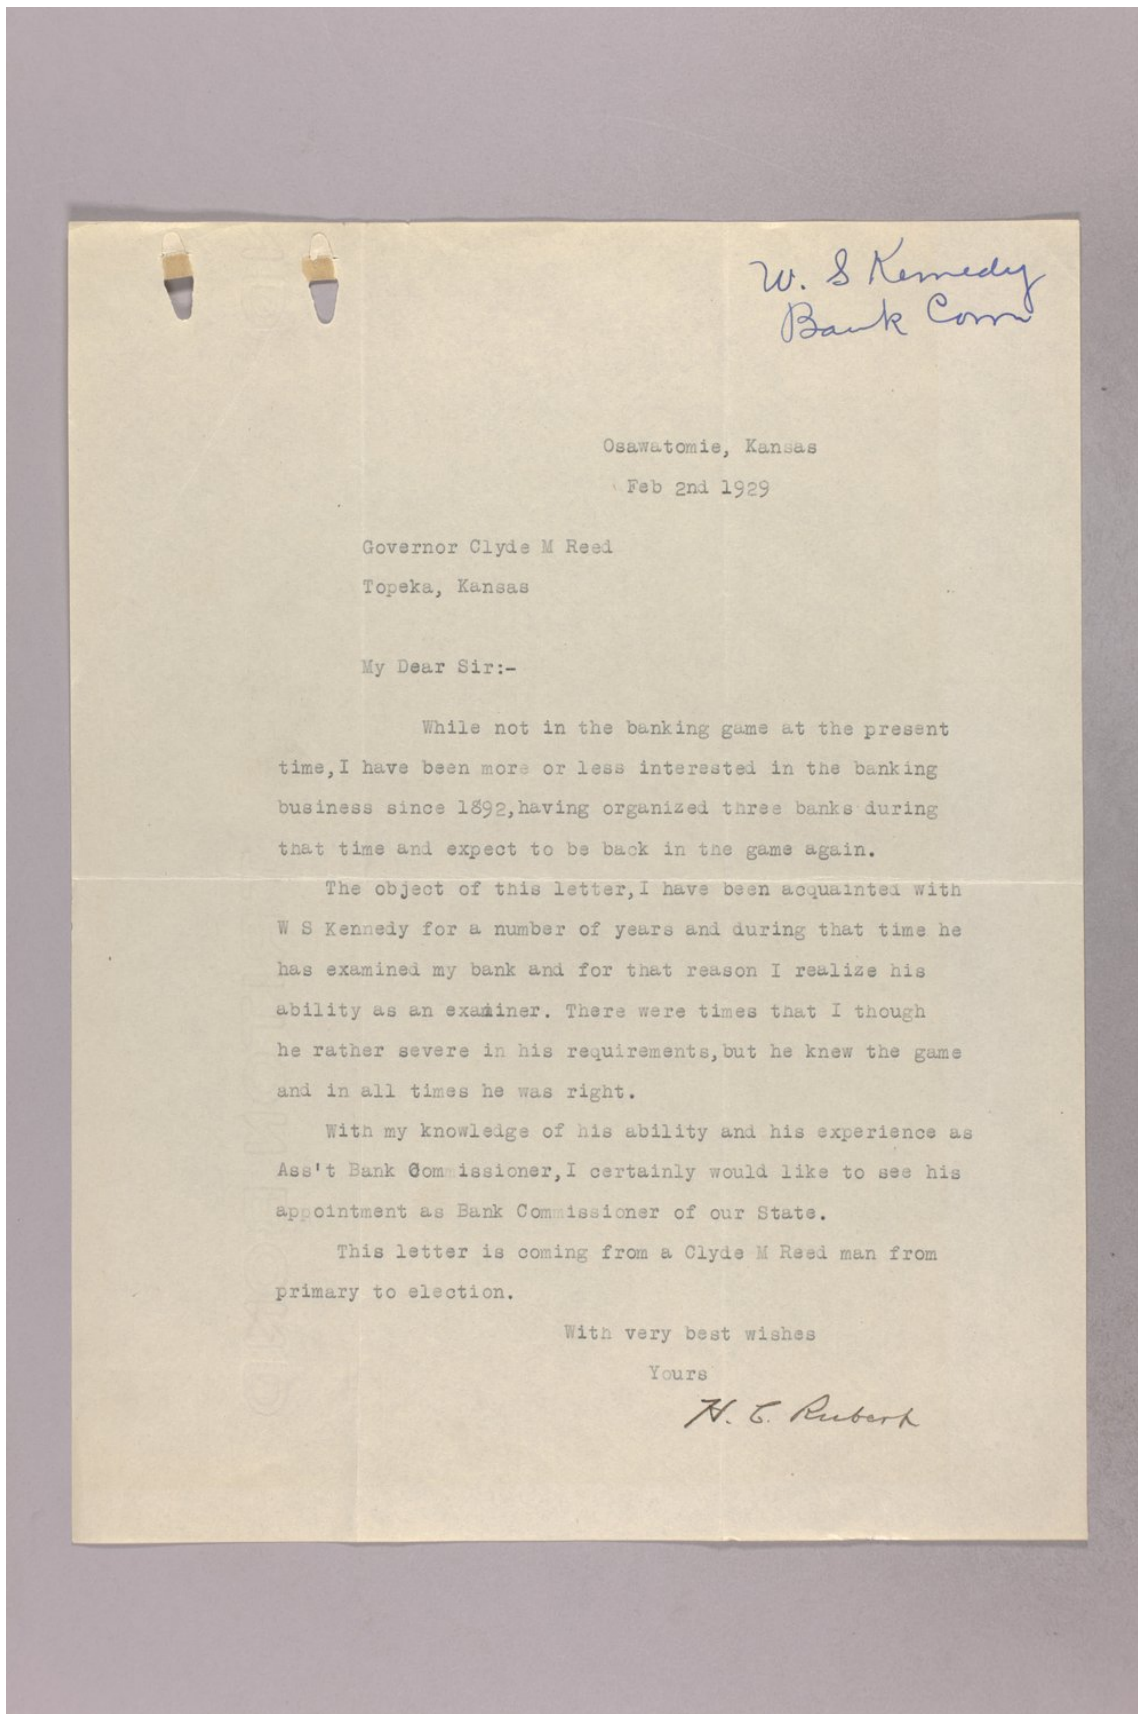 W. S Kennedy
Bank Com
Osawatomie, Kansas
Feb 2nd 1929
Governor Clyde M Reed
Topeka, Kansas
My Dear Sir:-
While not in the banking game at the present
time,I have been more or less interested in the banking
business since 1892,having organized three banks during
that time and expect to be back in the game again.
The object of this letter,I have been acquainted with
W S Kennedy for a number of years and during that time he
has examined my bank and for that reason I realize his
ability as an examiner. There were times that I though
he rather severe in his requirements,but he knew the game
and in all times he was right.
With my knowledge of his ability and his experience as
Ass't Bank Commissioner,I certainly would like to see his
appointment as Bank Commissioner of our State.
This letter is coming from a Clyde M Reed man from
primary to election.
With very best wishes
Yours
H. C.